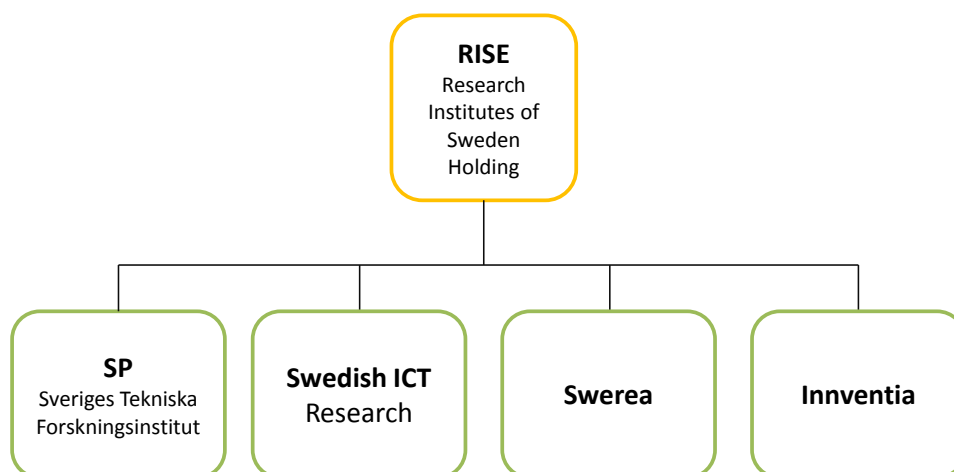 RISE
Research
Institutes of
Sweden
Holding
SP
Sveriges Tekniska
Forskningsinstitut
Swedish ICT
Research
Swerea
Innventia